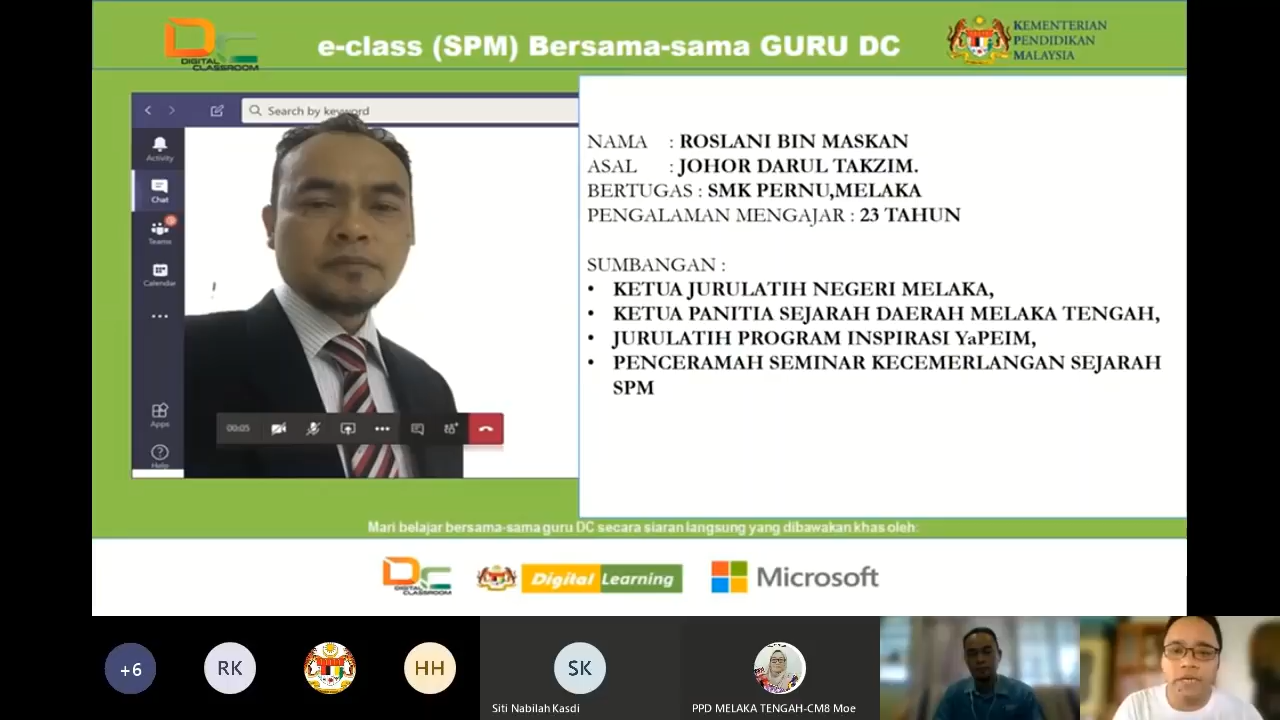 DC
DIGITAL
CLASSROOM
e-class (SPM) Bersama-sama GURU DC
KEMENTERIAN
PENDIDIKAN
MALAYSIA
Search by keyword
Activity
Chat
Teams
Calendar
Apps
Help
00:05
NAMA : ROSLANI BIN MASKAN
ASAL : JOHOR DARUL TAKZIM.
BERTUGAS : SMK PERNU,MELAKA
PENGALAMAN MENGAJAR : 23 TAHUN
SUMBANGAN :
• KETUA JURULATIH NEGERI MELAKA,
• KETUA PANITIA SEJARAH DAERAH MELAKA TENGAH,
• JURULATIH PROGRAM INSPIRASI YaPEIM,
• PENCERAMAH SEMINAR KECEMERLANGAN SEJARAH
SPM
Mari belajar bersama-sama guru DC secara siaran langsung yang dibawakan khas oleh:
DC
DIGITAL
CLASSROOM
Digital Learning
Microsoft
+6
RK
HH
SK
Siti Nabilah Kasdi
PPD MELAKA TENGAH-CM8 Moe